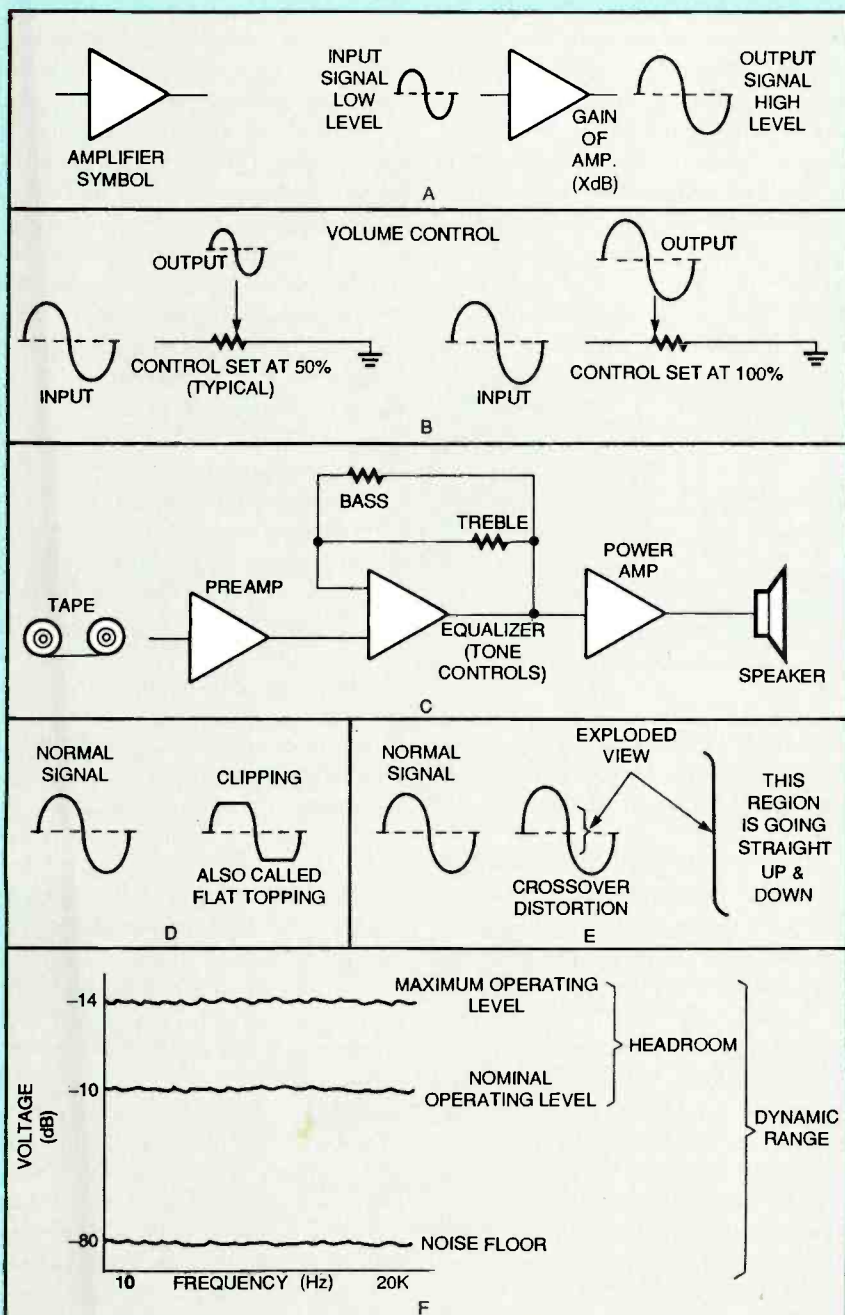 AMPLIFIER
SYMBOL
INPUT
SIGNAL
LOW
LEVEL
GAIN
OF
AMP.
(XdB)
OUTPUT
SIGNAL
HIGH
LEVEL
A
VOLUME CONTROL
OUTPUT
INPUT
CONTROL SET AT 50%
(TYPICAL)
OUTPUT
INPUT
CONTROL SET AT 100%
B
TAPE
PREAMP
BASS
TREBLE
EQUALIZER
(TONE
CONTROLS)
POWER
AMP
SPEAKER
C
NORMAL
SIGNAL
CLIPPING
ALSO CALLED
FLAT TOPPING
D
NORMAL
SIGNAL
EXPLODED
VIEW
CROSSOVER
DISTORTION
THIS
REGION
IS GOING
STRAIGHT
UP &
DOWN
E
VOLTAGE
(dB)
–14
–10
–80
MAXIMUM OPERATING
LEVEL
HEADROOM
NOMINAL
OPERATING LEVEL
DYNAMIC
RANGE
NOISE FLOOR
10 FREQUENCY (Hz) 20K
F